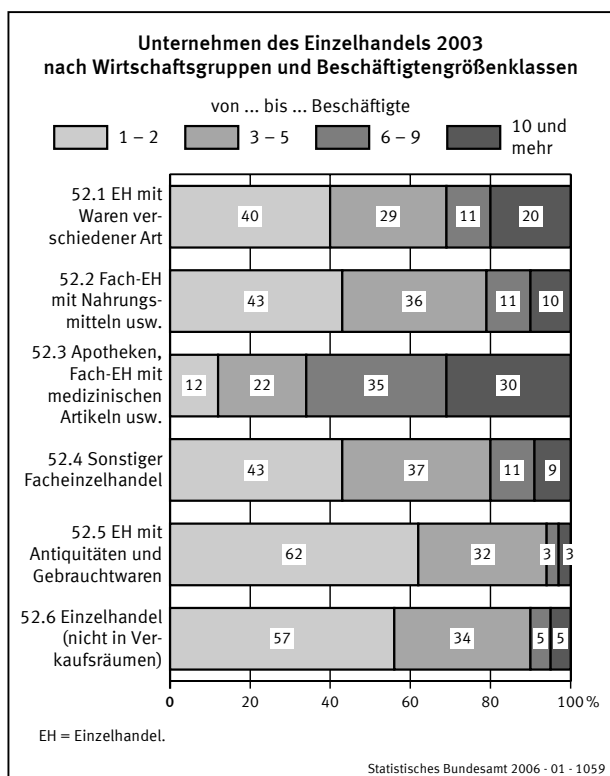 Unternehmen des Einzelhandels 2003
nach Wirtschaftsgruppen und Beschäftigtengrößenklassen
von ... bis ... Beschäftigte
1 – 2
3 – 5
6 – 9
10 und
mehr
52.1 EH mit
Waren ver-
schiedener Art
40 29 11 20
52.2 Fach-EH
mit Nahrungs-
mitteln usw.
43 36 11 10
52.3 Apotheken,
Fach-EH mit
medizinischen
Artikeln usw.
12 22 35 30
52.4 Sonstiger
Facheinzelhandel
43 37 11 9
52.5 EH mit
Antiquitäten und
Gebrauchtwaren
62 32 3 3
52.6 Einzelhandel
(nicht in Ver-
kaufsräumen)
57 34 5 5
0 20 40 60 80 100 %
EH = Einzelhandel.
Statistisches Bundesamt 2006 - 01 - 1059